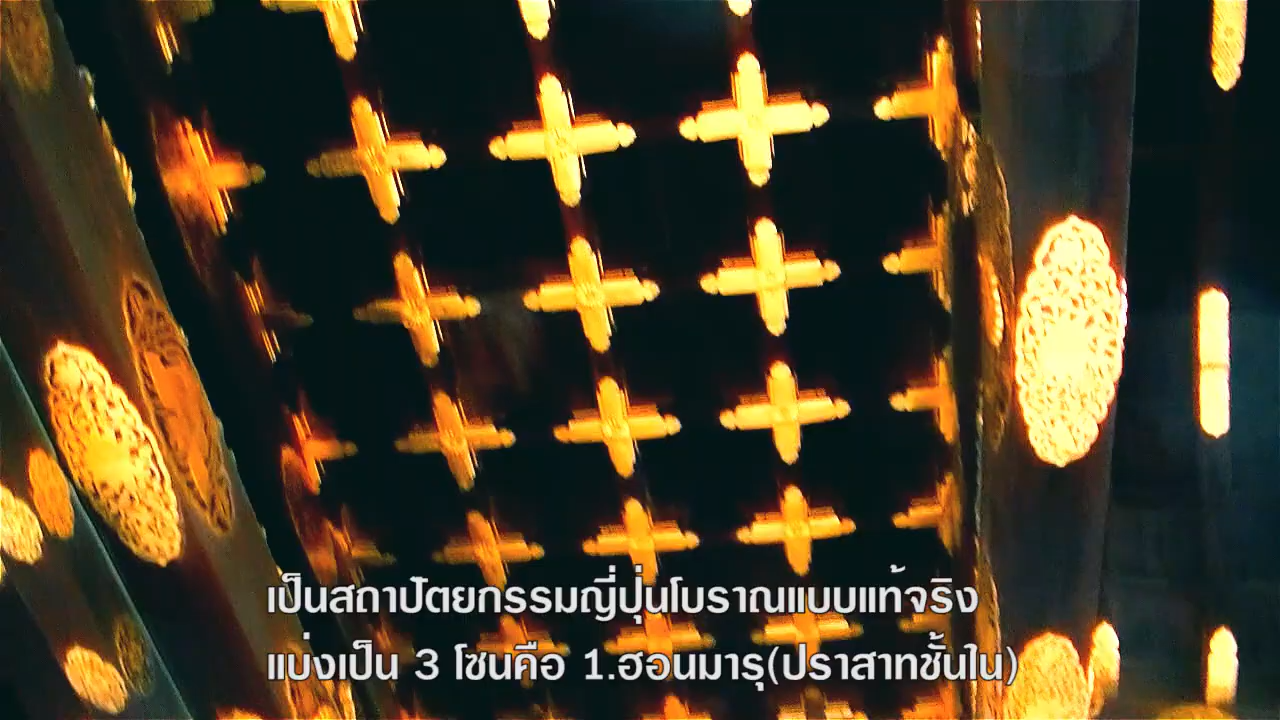 เป็นสถาปัตยกรรมญี่ปุ่นโบราณแบบแท้จริง
แบ่งเป็น 3 โซนคือ 1.ฮอนมารุ(ปราสาทชั้นใน)